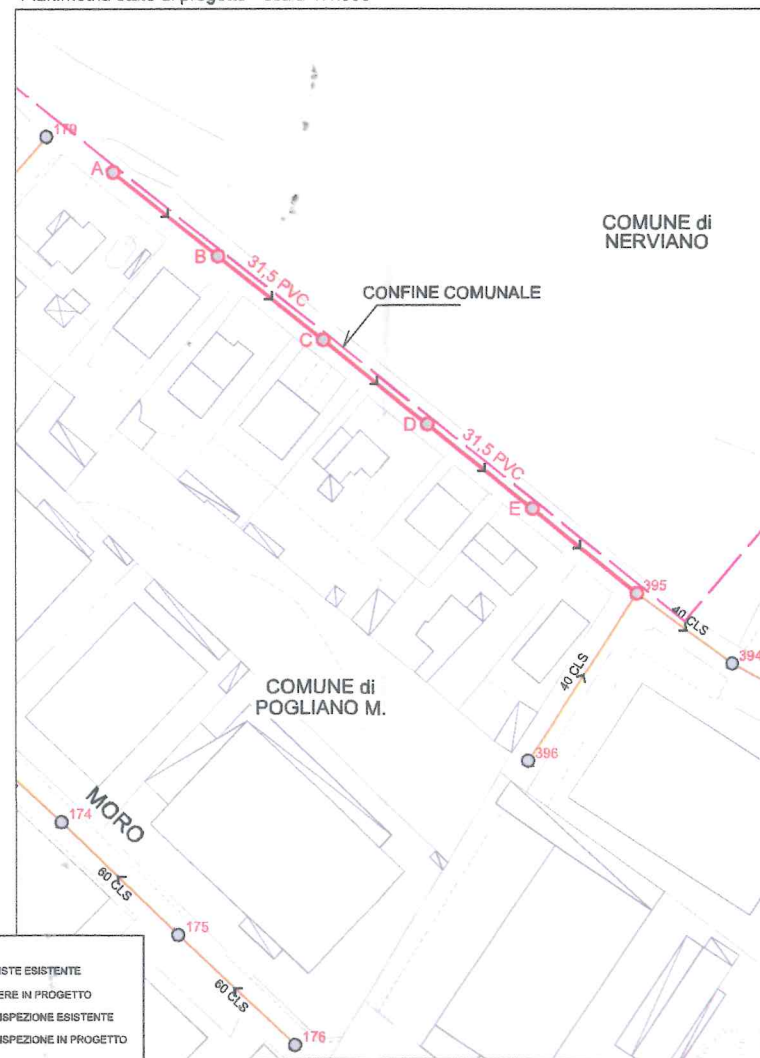 179
A
COMUNE di
NERVIANO
B
31,5 PVC
CONFINE COMUNALE
C
D
31,5 PVC
E
395
40 CLS
394
40 CLS
COMUNE di
POGLIANO M.
396
MORO
174
60 CLS
175
60 CLS
176
ESISTENTE
IN PROGETTO
ISPEZIONE ESISTENTE
ISPEZIONE IN PROGETTO